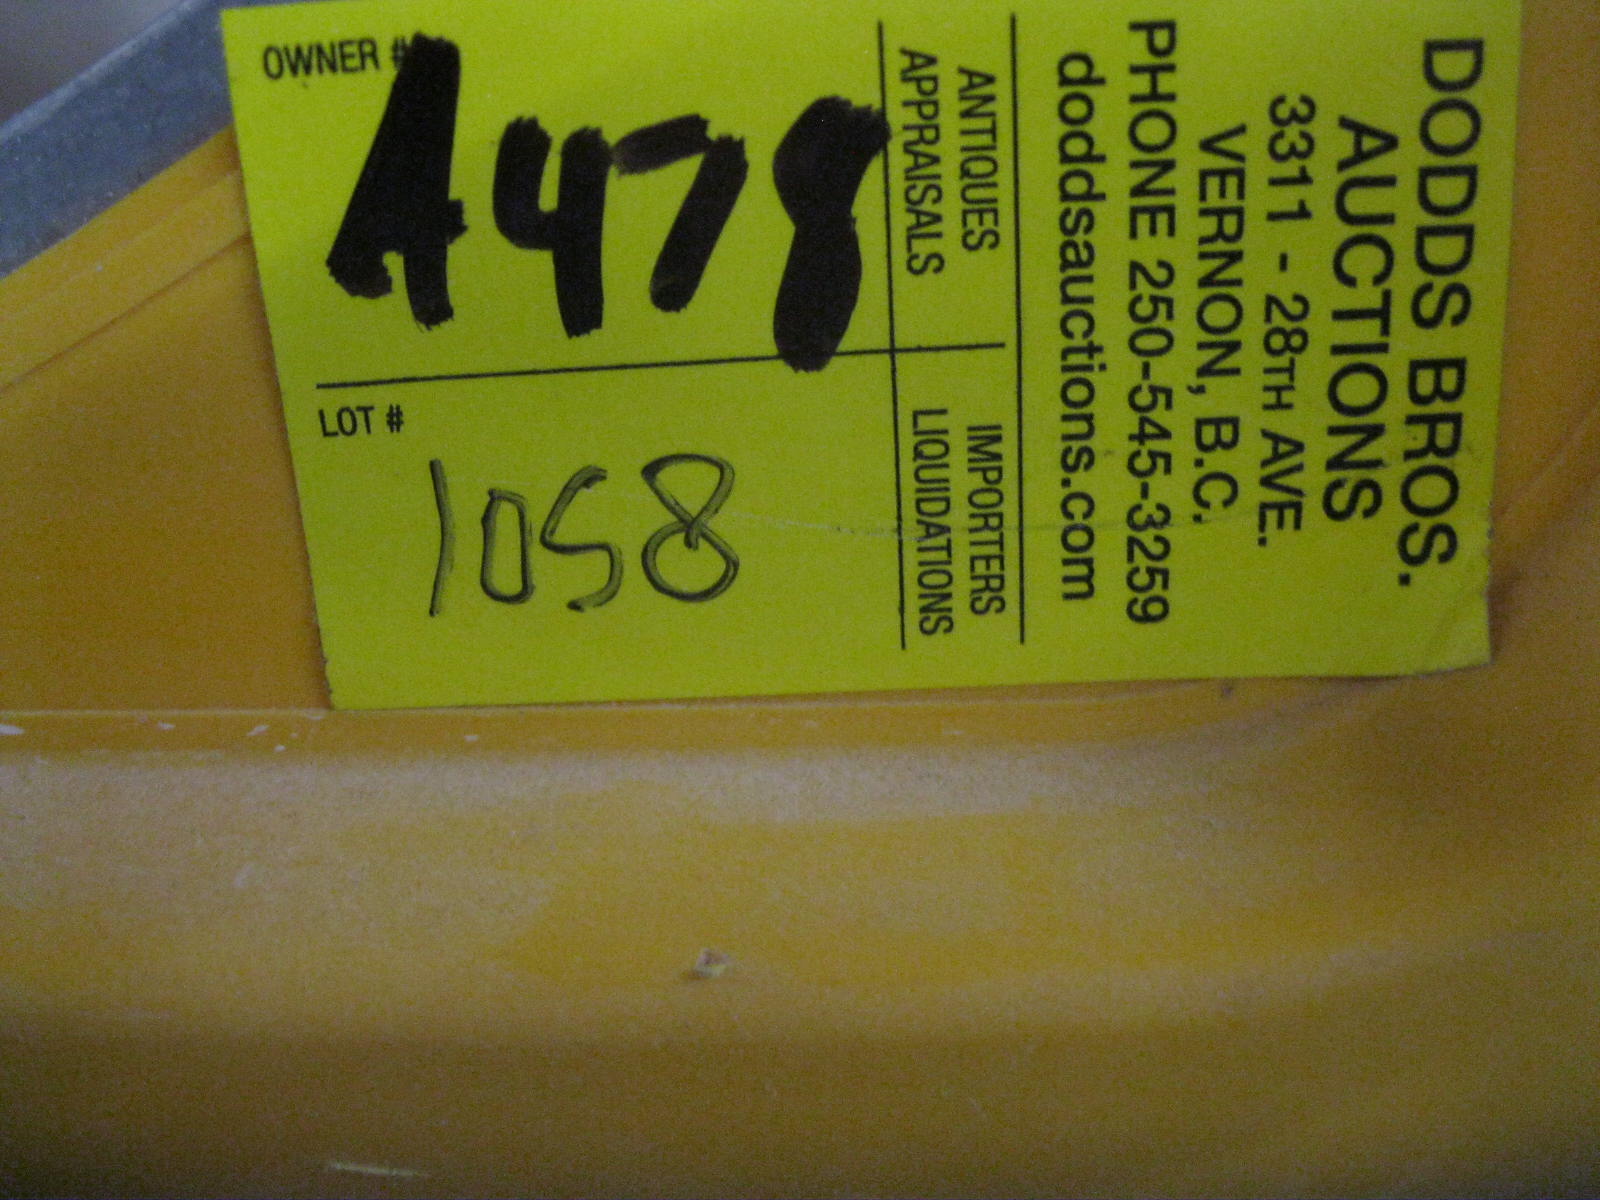 OWNER #
A478
LOT #
1058
ANTIQUES
APPRAISALS
IMPORTERS
LIQUIDATIONS
DODDS BROS.
AUCTIONS
3311 - 28TH AVE.
VERNON, B.C.
PHONE 250-545-3259
doddsauctions.com